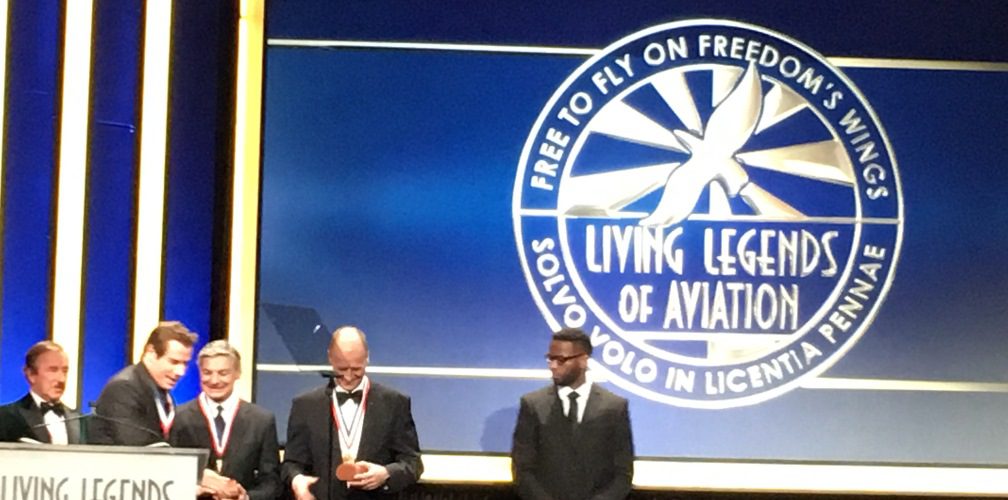 FREE TO FLY ON FREEDOM'S WINGS
LIVING LEGENDS
OF AVIATION
SOLVO VOLO IN LICENTIA PENNAE
LIVING LEGENDS